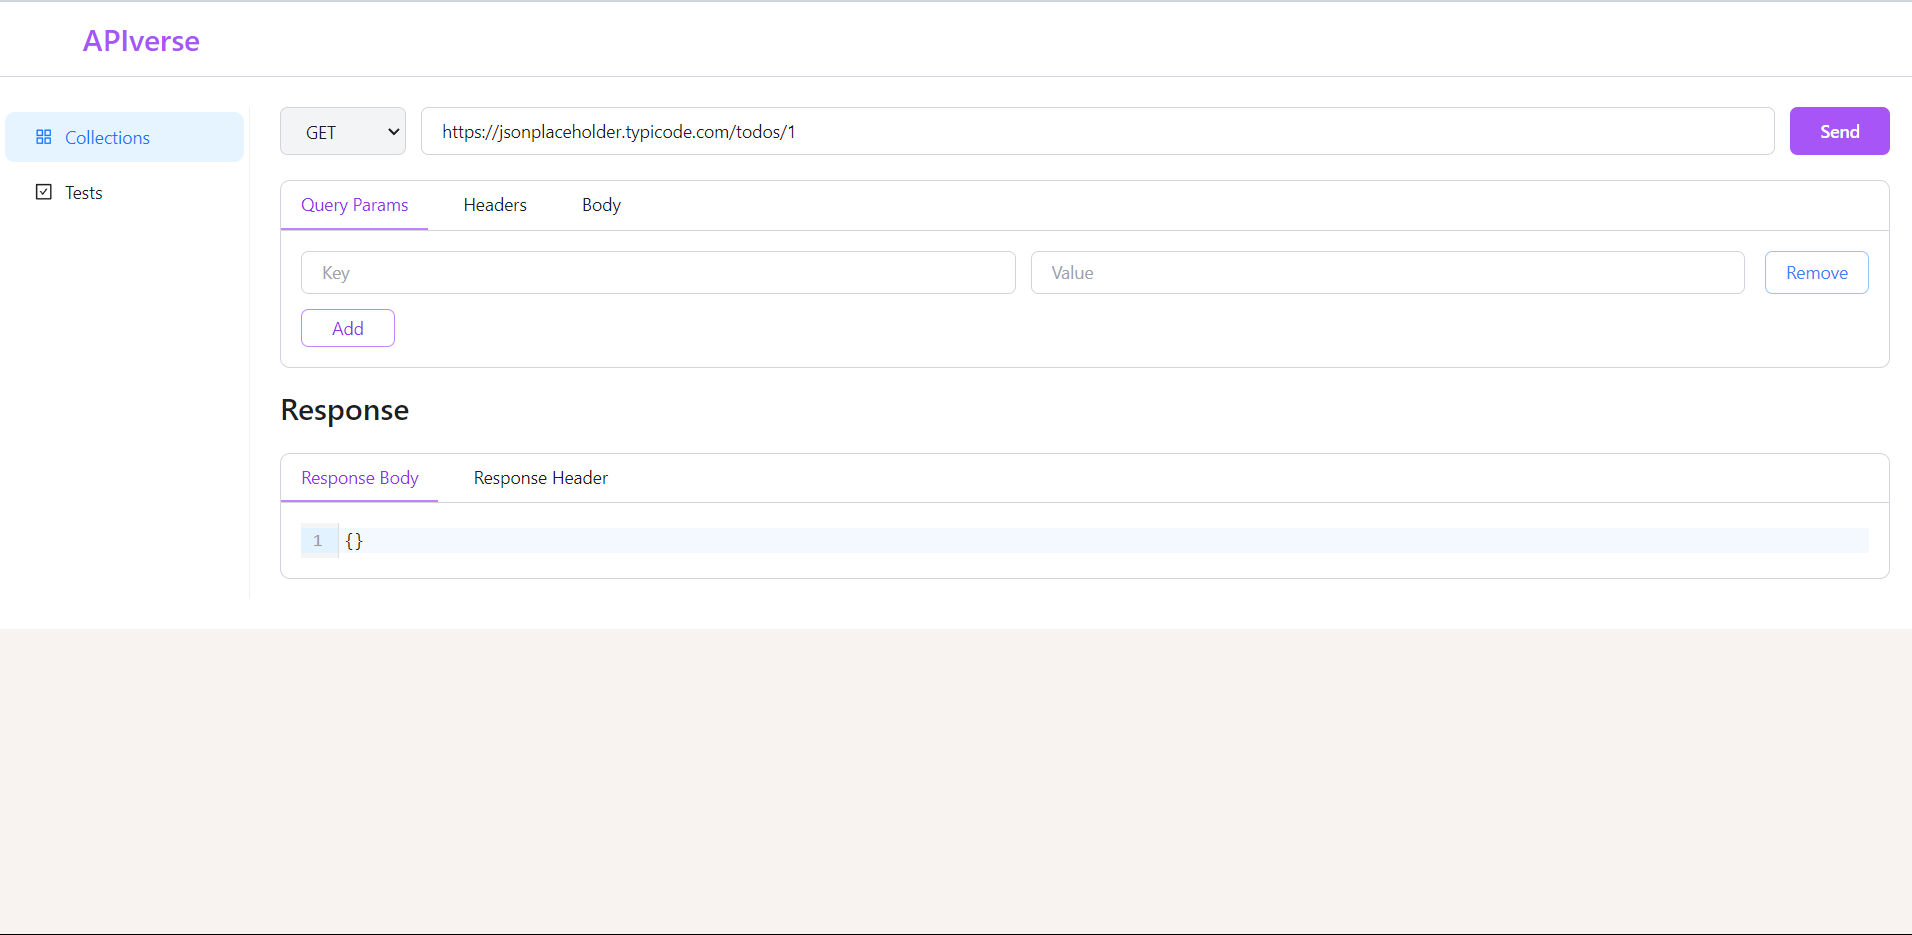 APIverse
Collections
Tests
GET
https://jsonplaceholder.typicode.com/todos/1
Send
Query Params
Headers
Body
Key
Value
Remove
Add
Response
Response Body
Response Header
1
{}